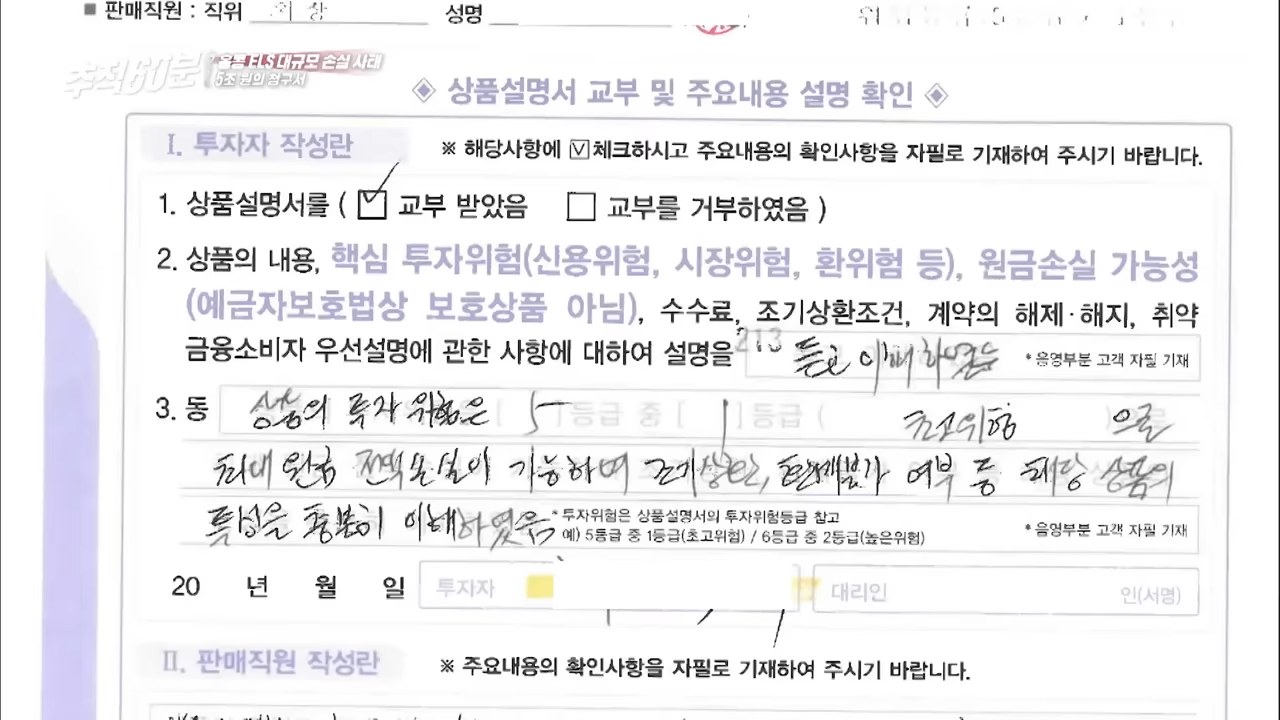 ■ 판매직원 : 직위 성명
추적60분 홍콩 ELS 대규모 손실 사태
5조 원의 청구서
◈ 상품설명서 교부 및 주요내용 설명 확인 ◈
Ⅰ. 투자자 작성란 ※ 해당사항에 ☑체크하시고 주요내용의 확인사항을 자필로 기재하여 주시기 바랍니다.
1. 상품설명서를 ( ☑ 교부 받았음 □ 교부를 거부하였음 )
2. 상품의 내용, 핵심 투자위험(신용위험, 시장위험, 환위험 등), 원금손실 가능성
(예금자보호법상 보호상품 아님), 수수료, 조기상환조건, 계약의 해제·해지, 취약
금융소비자 우선설명에 관한 사항에 대하여 설명을 213 듣고 이해하였음 *음영부분 고객 자필 기재
3. 동 상품의 투자위험은 [ 5 ]등급 중 [ 1 ]등급 ( 초고위험 ) 으로
최대 원금 전액손실이 가능하며 조기상환, 환매불가 여부 등 해당 상품의
특성을 충분히 이해하였음 *투자위험은 상품설명서의 투자위험등급 참고
예) 5등급 중 1등급(초고위험) / 6등급 중 2등급(높은위험) *음영부분 고객 자필 기재
20 년 월 일 투자자 대리인 인(서명)
Ⅱ. 판매직원 작성란 ※ 주요내용의 확인사항을 자필로 기재하여 주시기 바랍니다.